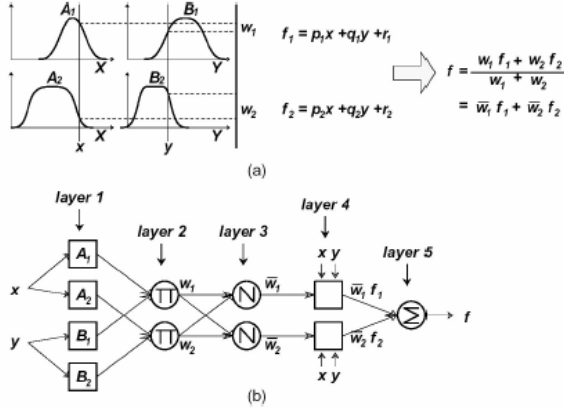 A₁ B₁
w₁ f₁ = p₁x + q₁y + r₁
X Y
f = w₁ f₁ + w₂ f₂ / w₁ + w₂
A₂ B₂
w₂ f₂ = p₂x + q₂y + r₂
= w̅₁ f₁ + w̅₂ f₂
X Y
x y
(a)
layer 1
layer 2 layer 3 layer 4
layer 5
x y
A₁
w₁ w̅₁ w̅₁ f₁
x A₂ Π N
Σ f
y B₁ Π N
w₂ w̅₂ w̅₂ f₂
B₂
x y
(b)